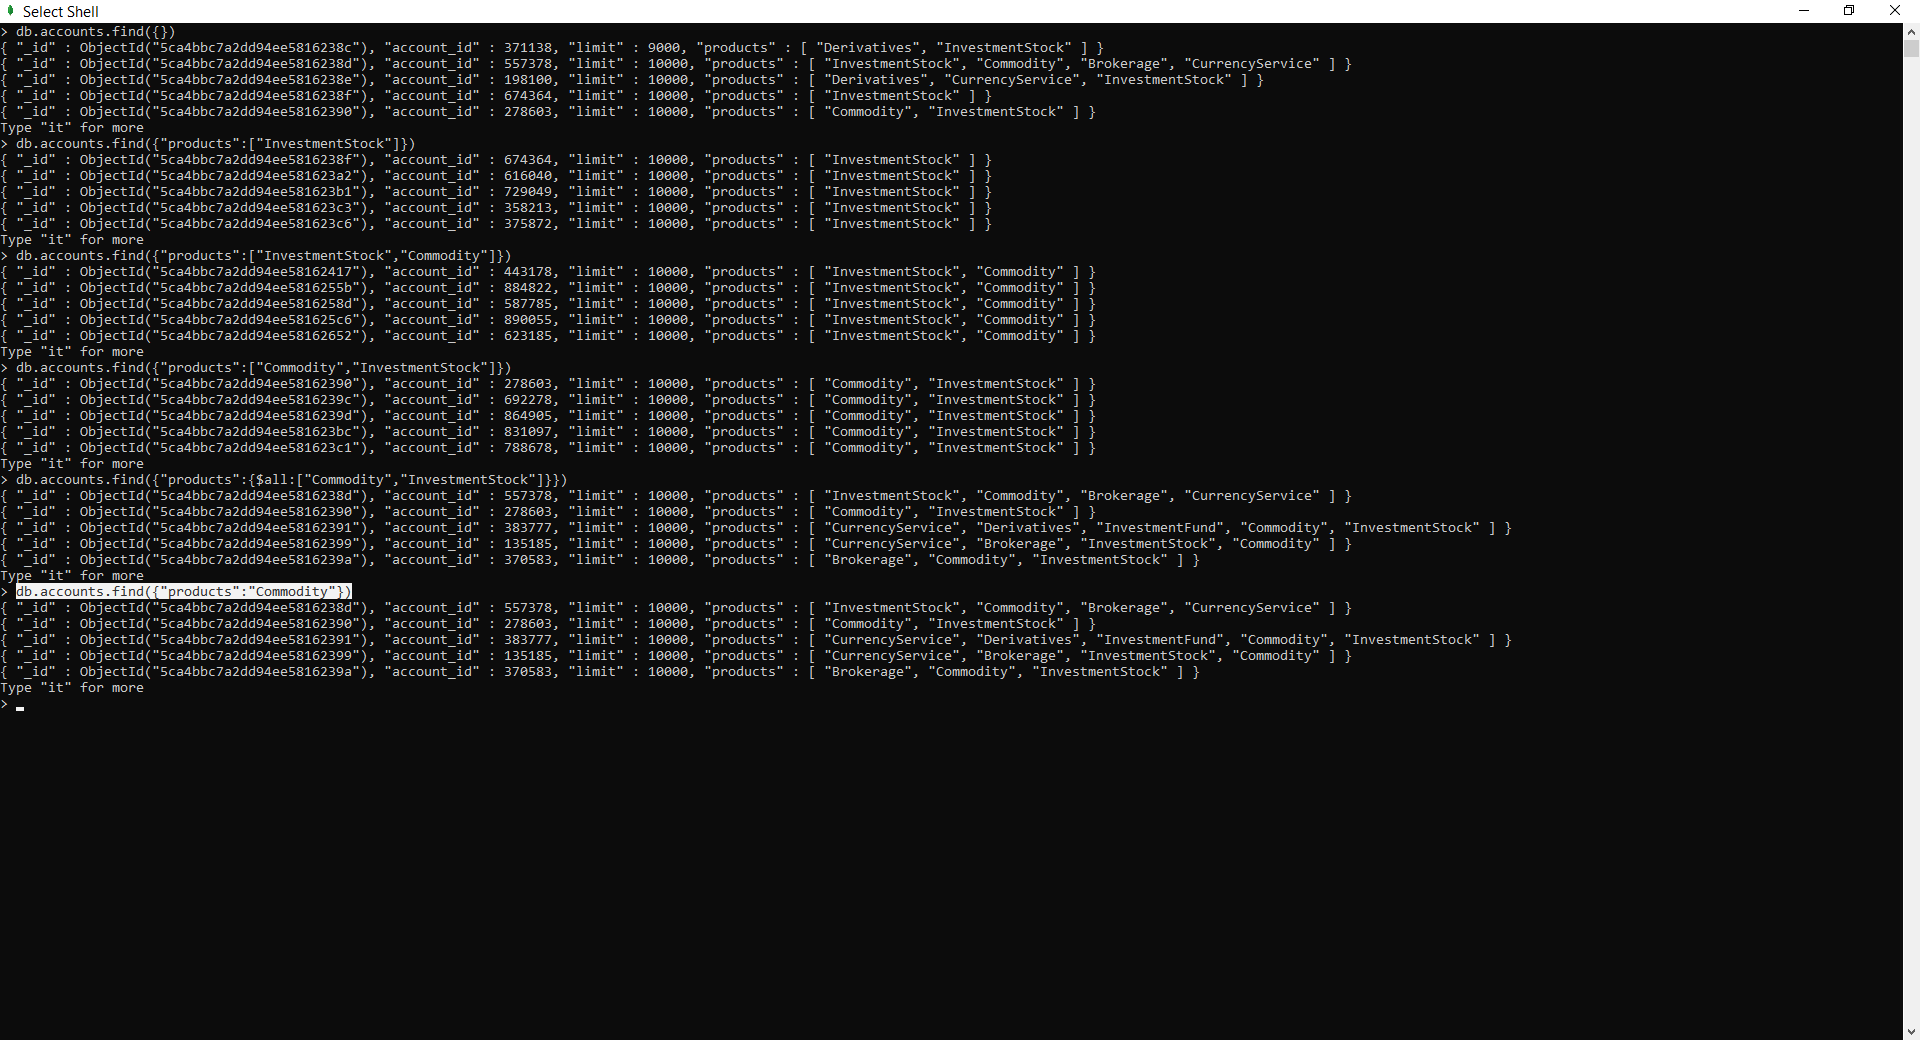 Select Shell
> db.accounts.find({})
{ "_id" : ObjectId("5ca4bbc7a2dd94ee5816238c"), "account_id" : 371138, "limit" : 9000, "products" : [ "Derivatives", "InvestmentStock" ] }
{ "_id" : ObjectId("5ca4bbc7a2dd94ee5816238d"), "account_id" : 557378, "limit" : 10000, "products" : [ "InvestmentStock", "Commodity", "Brokerage", "CurrencyService" ] }
{ "_id" : ObjectId("5ca4bbc7a2dd94ee5816238e"), "account_id" : 198100, "limit" : 10000, "products" : [ "Derivatives", "CurrencyService", "InvestmentStock" ] }
{ "_id" : ObjectId("5ca4bbc7a2dd94ee5816238f"), "account_id" : 674364, "limit" : 10000, "products" : [ "InvestmentStock" ] }
{ "_id" : ObjectId("5ca4bbc7a2dd94ee58162390"), "account_id" : 278603, "limit" : 10000, "products" : [ "Commodity", "InvestmentStock" ] }
Type "it" for more
> db.accounts.find({"products":["InvestmentStock"]})
{ "_id" : ObjectId("5ca4bbc7a2dd94ee5816238f"), "account_id" : 674364, "limit" : 10000, "products" : [ "InvestmentStock" ] }
{ "_id" : ObjectId("5ca4bbc7a2dd94ee581623a2"), "account_id" : 616040, "limit" : 10000, "products" : [ "InvestmentStock" ] }
{ "_id" : ObjectId("5ca4bbc7a2dd94ee581623b1"), "account_id" : 729049, "limit" : 10000, "products" : [ "InvestmentStock" ] }
{ "_id" : ObjectId("5ca4bbc7a2dd94ee581623c3"), "account_id" : 358213, "limit" : 10000, "products" : [ "InvestmentStock" ] }
{ "_id" : ObjectId("5ca4bbc7a2dd94ee581623c6"), "account_id" : 375872, "limit" : 10000, "products" : [ "InvestmentStock" ] }
Type "it" for more
> db.accounts.find({"products":["InvestmentStock","Commodity"]})
{ "_id" : ObjectId("5ca4bbc7a2dd94ee58162417"), "account_id" : 443178, "limit" : 10000, "products" : [ "InvestmentStock", "Commodity" ] }
{ "_id" : ObjectId("5ca4bbc7a2dd94ee5816255b"), "account_id" : 884822, "limit" : 10000, "products" : [ "InvestmentStock", "Commodity" ] }
{ "_id" : ObjectId("5ca4bbc7a2dd94ee5816258d"), "account_id" : 587785, "limit" : 10000, "products" : [ "InvestmentStock", "Commodity" ] }
{ "_id" : ObjectId("5ca4bbc7a2dd94ee581625c6"), "account_id" : 890055, "limit" : 10000, "products" : [ "InvestmentStock", "Commodity" ] }
{ "_id" : ObjectId("5ca4bbc7a2dd94ee58162652"), "account_id" : 623185, "limit" : 10000, "products" : [ "InvestmentStock", "Commodity" ] }
Type "it" for more
> db.accounts.find({"products":["Commodity","InvestmentStock"]})
{ "_id" : ObjectId("5ca4bbc7a2dd94ee58162390"), "account_id" : 278603, "limit" : 10000, "products" : [ "Commodity", "InvestmentStock" ] }
{ "_id" : ObjectId("5ca4bbc7a2dd94ee5816239c"), "account_id" : 692278, "limit" : 10000, "products" : [ "Commodity", "InvestmentStock" ] }
{ "_id" : ObjectId("5ca4bbc7a2dd94ee5816239d"), "account_id" : 864905, "limit" : 10000, "products" : [ "Commodity", "InvestmentStock" ] }
{ "_id" : ObjectId("5ca4bbc7a2dd94ee581623bc"), "account_id" : 831097, "limit" : 10000, "products" : [ "Commodity", "InvestmentStock" ] }
{ "_id" : ObjectId("5ca4bbc7a2dd94ee581623c1"), "account_id" : 788678, "limit" : 10000, "products" : [ "Commodity", "InvestmentStock" ] }
Type "it" for more
> db.accounts.find({"products":{$all:["Commodity","InvestmentStock"]}})
{ "_id" : ObjectId("5ca4bbc7a2dd94ee5816238d"), "account_id" : 557378, "limit" : 10000, "products" : [ "InvestmentStock", "Commodity", "Brokerage", "CurrencyService" ] }
{ "_id" : ObjectId("5ca4bbc7a2dd94ee58162390"), "account_id" : 278603, "limit" : 10000, "products" : [ "Commodity", "InvestmentStock" ] }
{ "_id" : ObjectId("5ca4bbc7a2dd94ee58162391"), "account_id" : 383777, "limit" : 10000, "products" : [ "CurrencyService", "Derivatives", "InvestmentFund", "Commodity", "InvestmentStock" ] }
{ "_id" : ObjectId("5ca4bbc7a2dd94ee58162399"), "account_id" : 135185, "limit" : 10000, "products" : [ "CurrencyService", "Brokerage", "InvestmentStock", "Commodity" ] }
{ "_id" : ObjectId("5ca4bbc7a2dd94ee5816239a"), "account_id" : 370583, "limit" : 10000, "products" : [ "Brokerage", "Commodity", "InvestmentStock" ] }
Type "it" for more
> db.accounts.find({"products":"Commodity"})
{ "_id" : ObjectId("5ca4bbc7a2dd94ee5816238d"), "account_id" : 557378, "limit" : 10000, "products" : [ "InvestmentStock", "Commodity", "Brokerage", "CurrencyService" ] }
{ "_id" : ObjectId("5ca4bbc7a2dd94ee58162390"), "account_id" : 278603, "limit" : 10000, "products" : [ "Commodity", "InvestmentStock" ] }
{ "_id" : ObjectId("5ca4bbc7a2dd94ee58162391"), "account_id" : 383777, "limit" : 10000, "products" : [ "CurrencyService", "Derivatives", "InvestmentFund", "Commodity", "InvestmentStock" ] }
{ "_id" : ObjectId("5ca4bbc7a2dd94ee58162399"), "account_id" : 135185, "limit" : 10000, "products" : [ "CurrencyService", "Brokerage", "InvestmentStock", "Commodity" ] }
{ "_id" : ObjectId("5ca4bbc7a2dd94ee5816239a"), "account_id" : 370583, "limit" : 10000, "products" : [ "Brokerage", "Commodity", "InvestmentStock" ] }
Type "it" for more
>